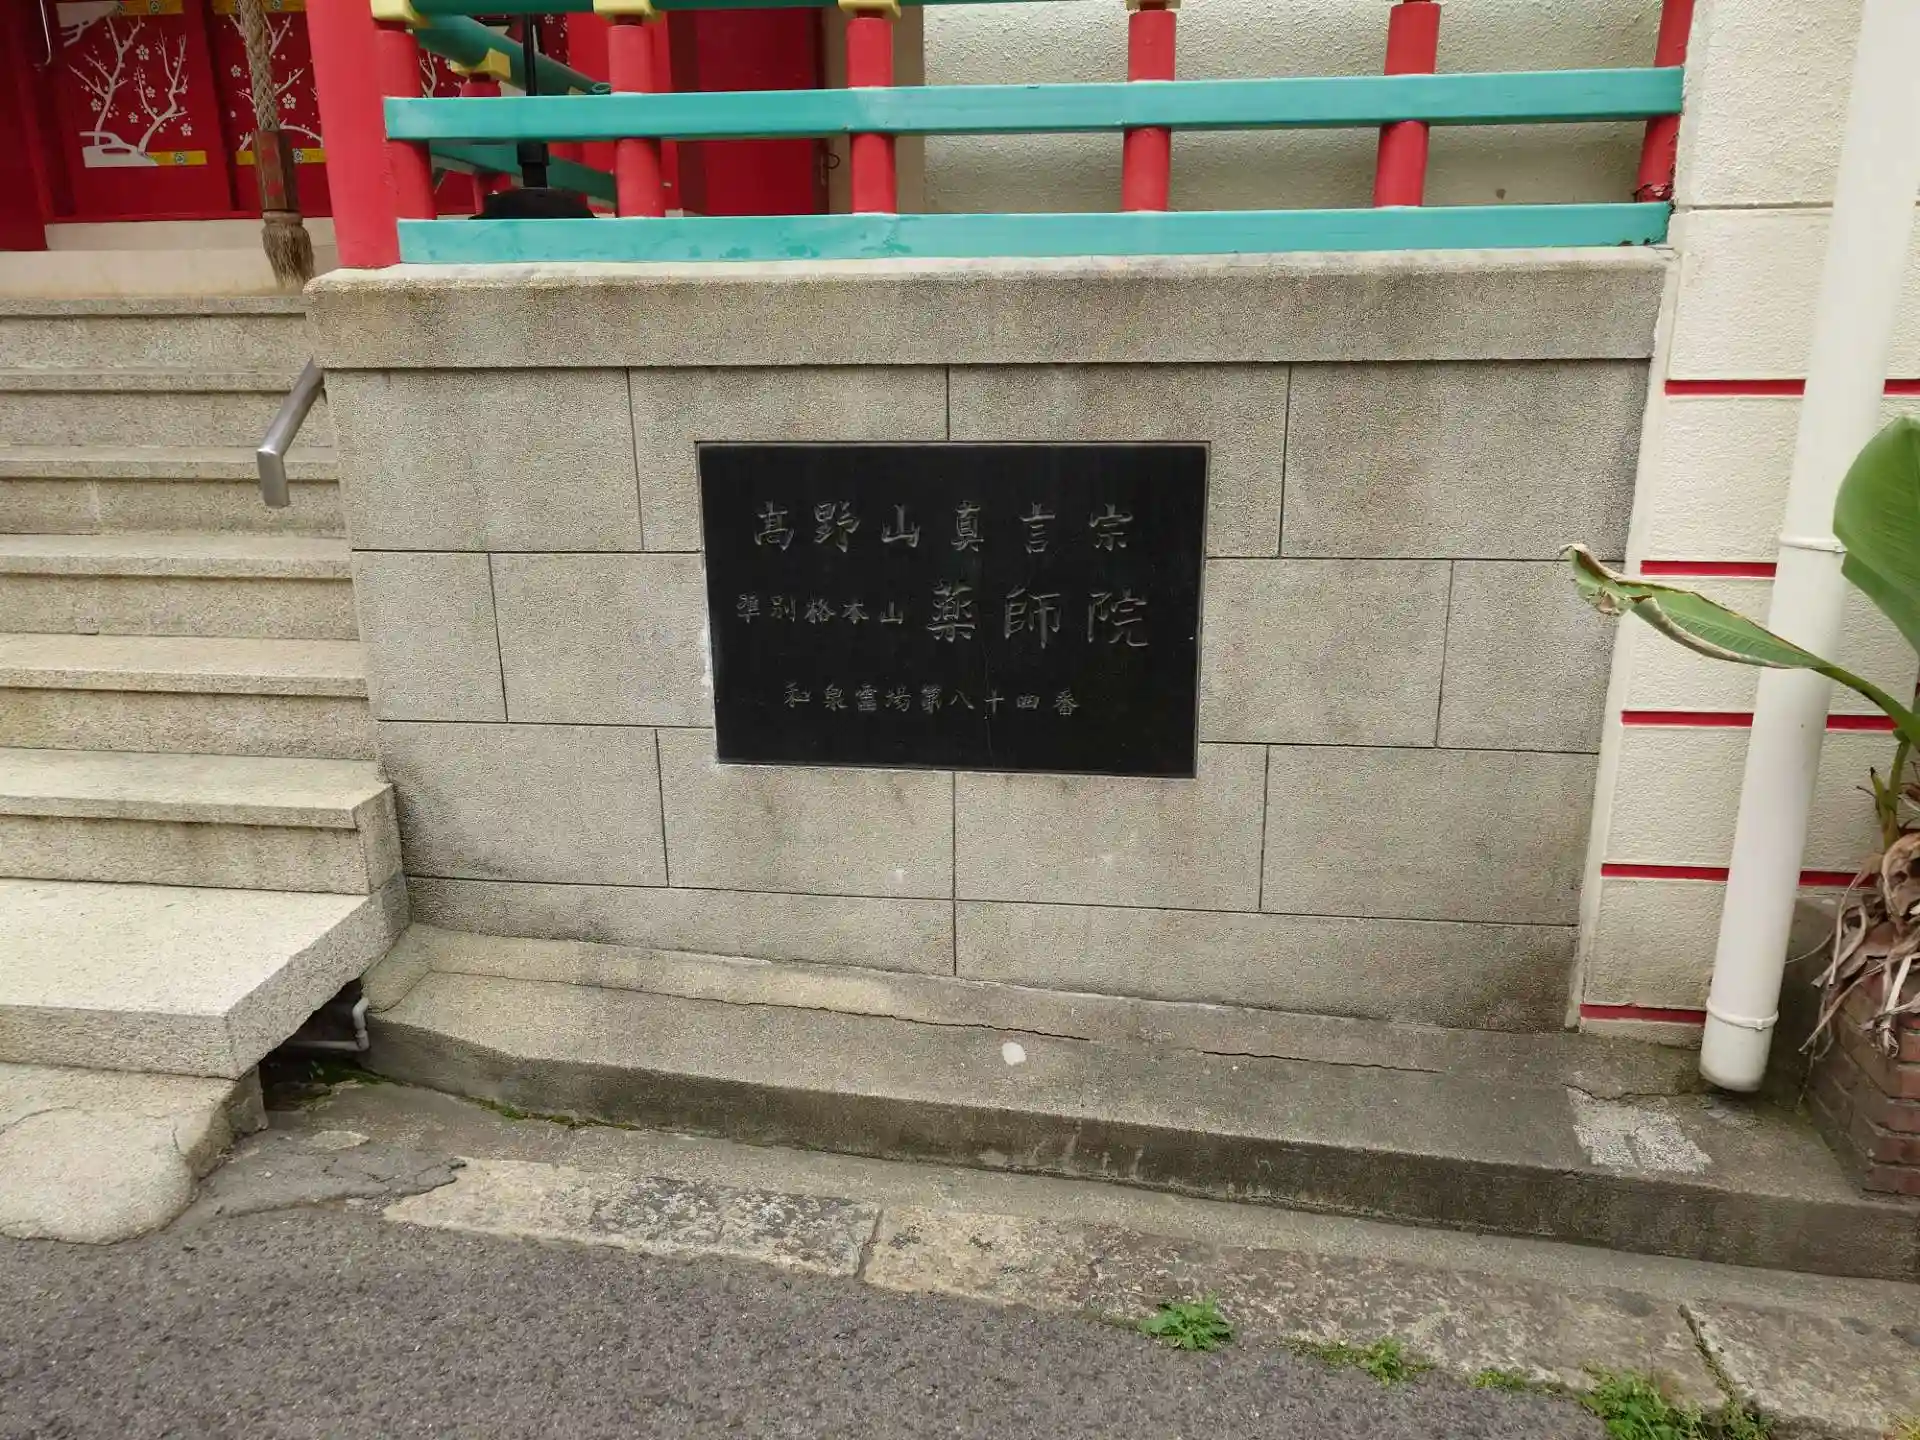 高野山真言宗
準別格本山 薬師院
和泉霊場第八十四番